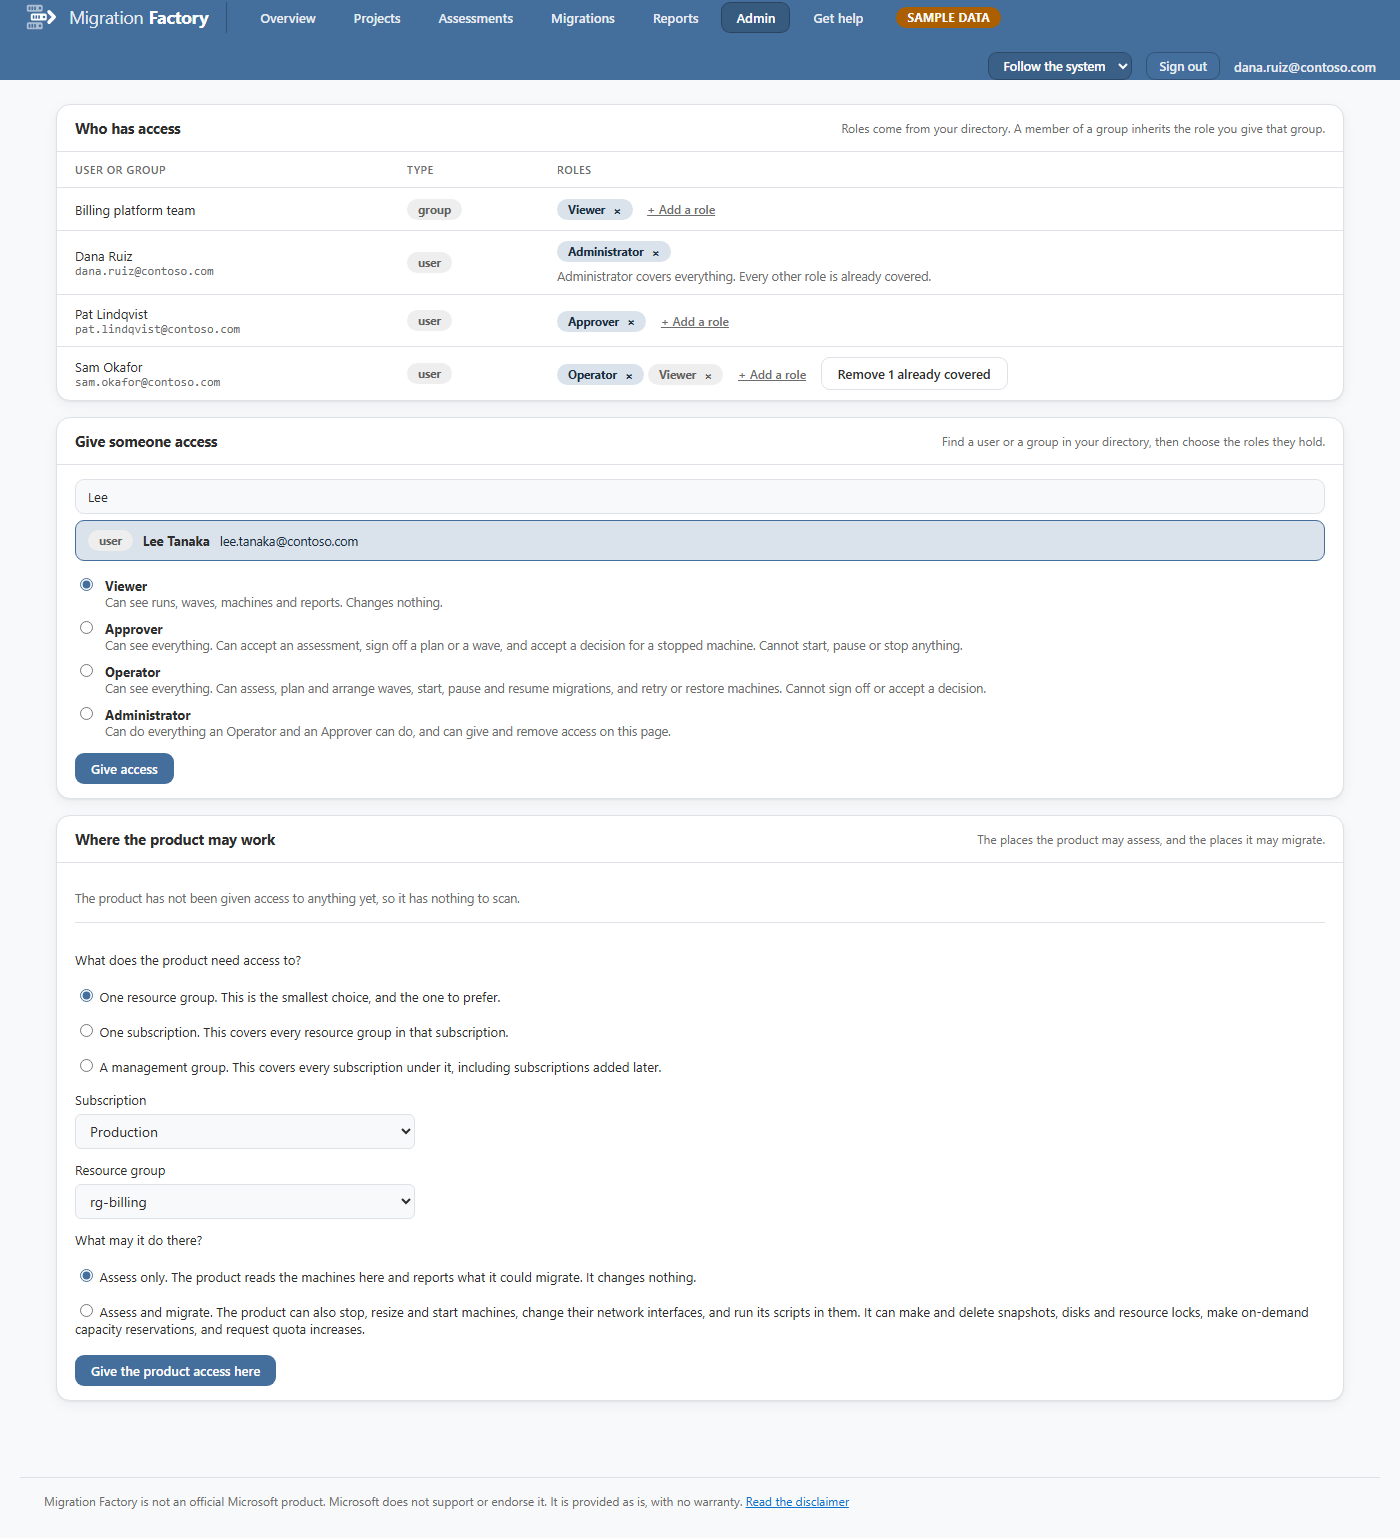 Migration Factory
Overview
Projects
Assessments
Migrations
Reports
Admin
Get help
SAMPLE DATA
Follow the system
Sign out
dana.ruiz@contoso.com
Who has access
Roles come from your directory. A member of a group inherits the role you give that group.
USER OR GROUP
TYPE
ROLES
Billing platform team
group
Viewer ×
+ Add a role
Dana Ruiz
dana.ruiz@contoso.com
user
Administrator ×
Administrator covers everything. Every other role is already covered.
Pat Lindqvist
pat.lindqvist@contoso.com
user
Approver ×
+ Add a role
Sam Okafor
sam.okafor@contoso.com
user
Operator ×
Viewer ×
+ Add a role
Remove 1 already covered
Give someone access
Find a user or a group in your directory, then choose the roles they hold.
Lee
user Lee Tanaka lee.tanaka@contoso.com
Viewer
Can see runs, waves, machines and reports. Changes nothing.
Approver
Can see everything. Can accept an assessment, sign off a plan or a wave, and accept a decision for a stopped machine. Cannot start, pause or stop anything.
Operator
Can see everything. Can assess, plan and arrange waves, start, pause and resume migrations, and retry or restore machines. Cannot sign off or accept a decision.
Administrator
Can do everything an Operator and an Approver can do, and can give and remove access on this page.
Give access
Where the product may work
The places the product may assess, and the places it may migrate.
The product has not been given access to anything yet, so it has nothing to scan.
What does the product need access to?
One resource group. This is the smallest choice, and the one to prefer.
One subscription. This covers every resource group in that subscription.
A management group. This covers every subscription under it, including subscriptions added later.
Subscription
Production
Resource group
rg-billing
What may it do there?
Assess only. The product reads the machines here and reports what it could migrate. It changes nothing.
Assess and migrate. The product can also stop, resize and start machines, change their network interfaces, and run its scripts in them. It can make and delete snapshots, disks and resource locks, make on-demand
capacity reservations, and request quota increases.
Give the product access here
Migration Factory is not an official Microsoft product. Microsoft does not support or endorse it. It is provided as is, with no warranty. Read the disclaimer